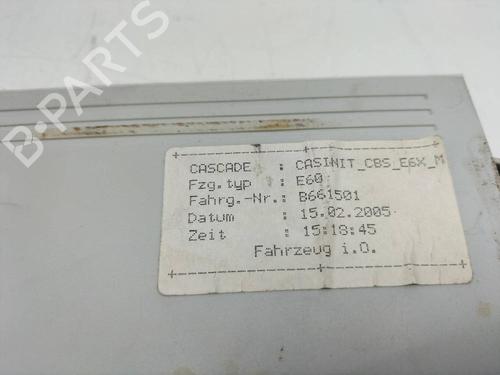 B-PARTS
CASCADE : CASINIT_CBS_E6X_M
Fzg.typ : E60
Fahrg.-Nr.: B661501
Datum : 15.02.2005
Zeit : 15:18:45
Fahrzeug i.O.